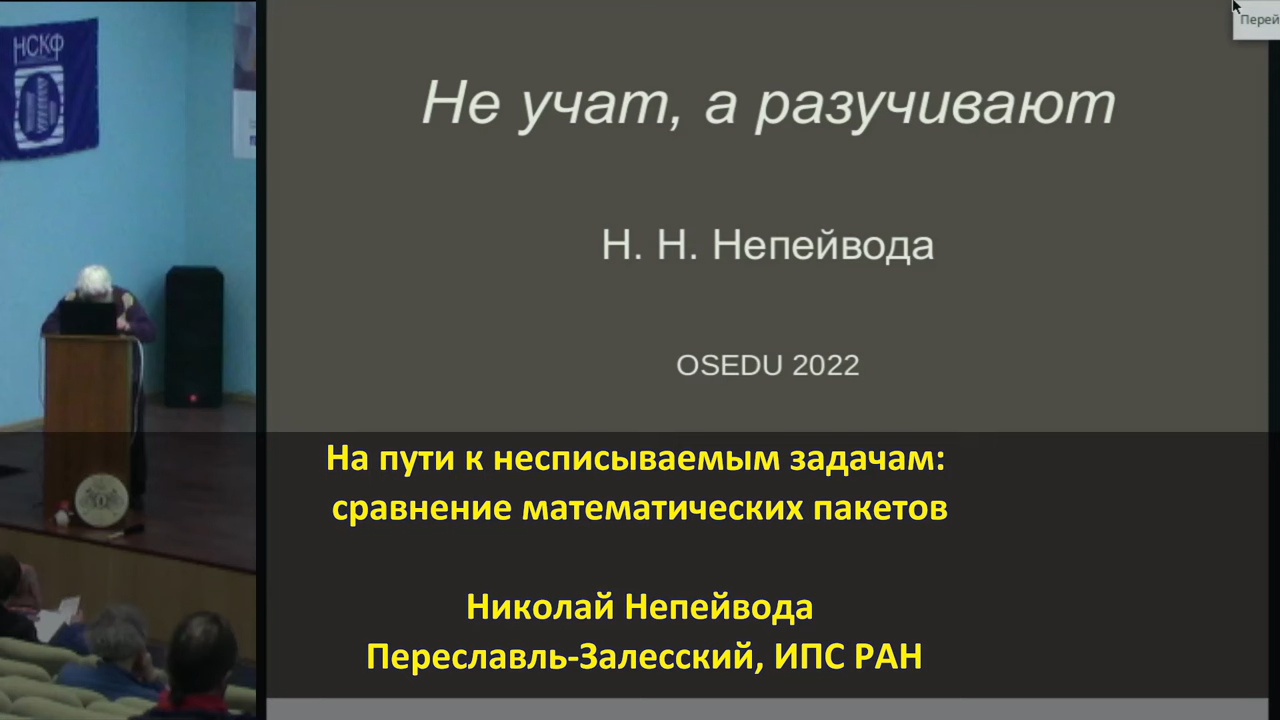 НСКФ
Перей
Не учат, а разучивают
Н. Н. Непейвода
OSEDU 2022
На пути к несписываемым задачам:
сравнение математических пакетов
Николай Непейвода
Переславль-Залесский, ИПС РАН